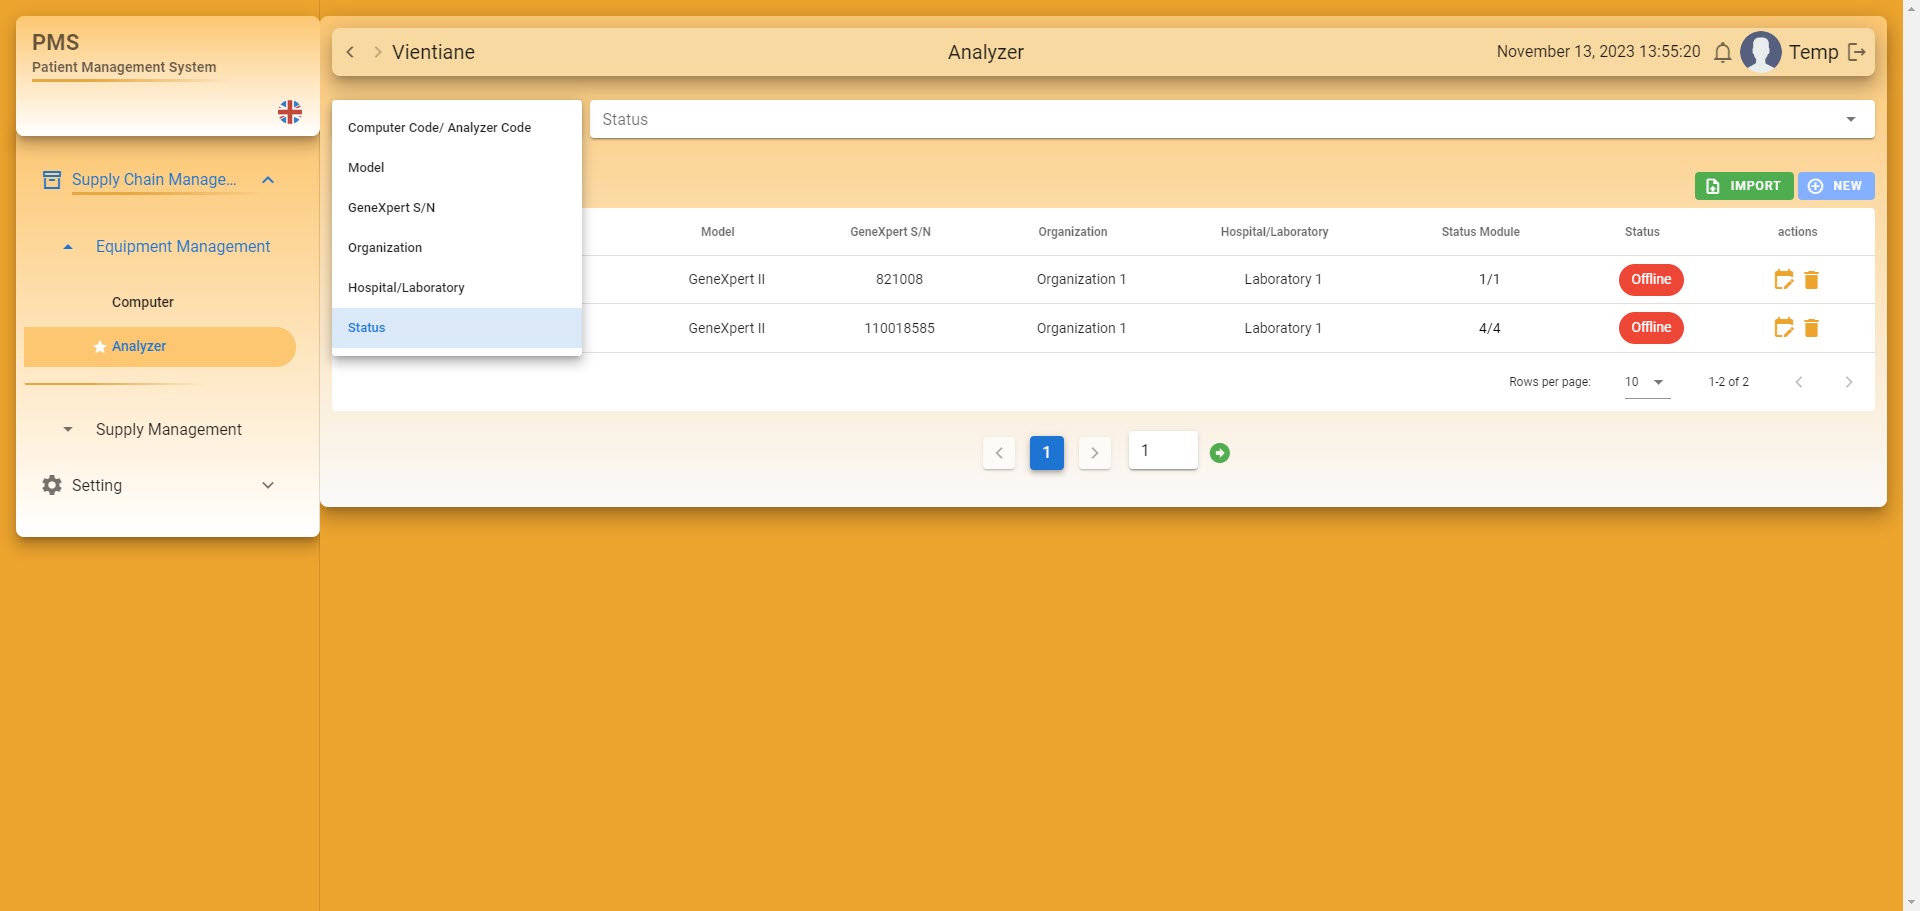 PMS
Patient Management System
Supply Chain Manage...
Equipment Management
Computer
Analyzer
Supply Management
Setting
Vientiane
Analyzer
November 13, 2023 13:55:20
Temp
Computer Code/ Analyzer Code
Model
GeneXpert S/N
Organization
Hospital/Laboratory
Status
Status
IMPORT
NEW
Model GeneXpert S/N Organization Hospital/Laboratory Status Module Status actions
GeneXpert II 821008 Organization 1 Laboratory 1 1/1 Offline
GeneXpert II 110018585 Organization 1 Laboratory 1 4/4 Offline
Rows per page: 10 1-2 of 2
1 1